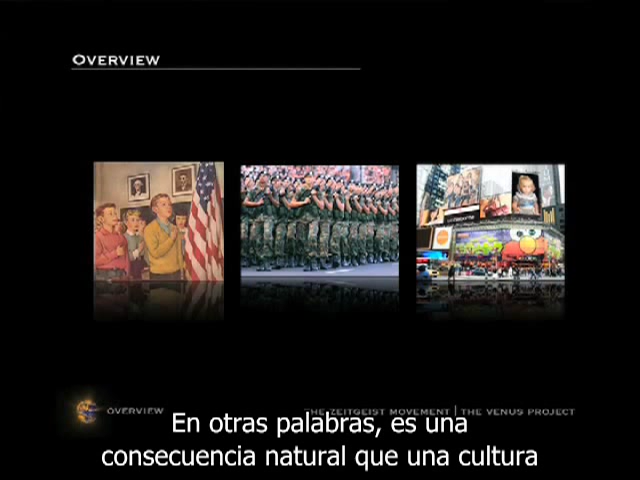 OVERVIEW
OVERVIEW
THE ZEITGEIST MOVEMENT | THE VENUS PROJECT
En otras palabras, es una
consecuencia natural que una cultura